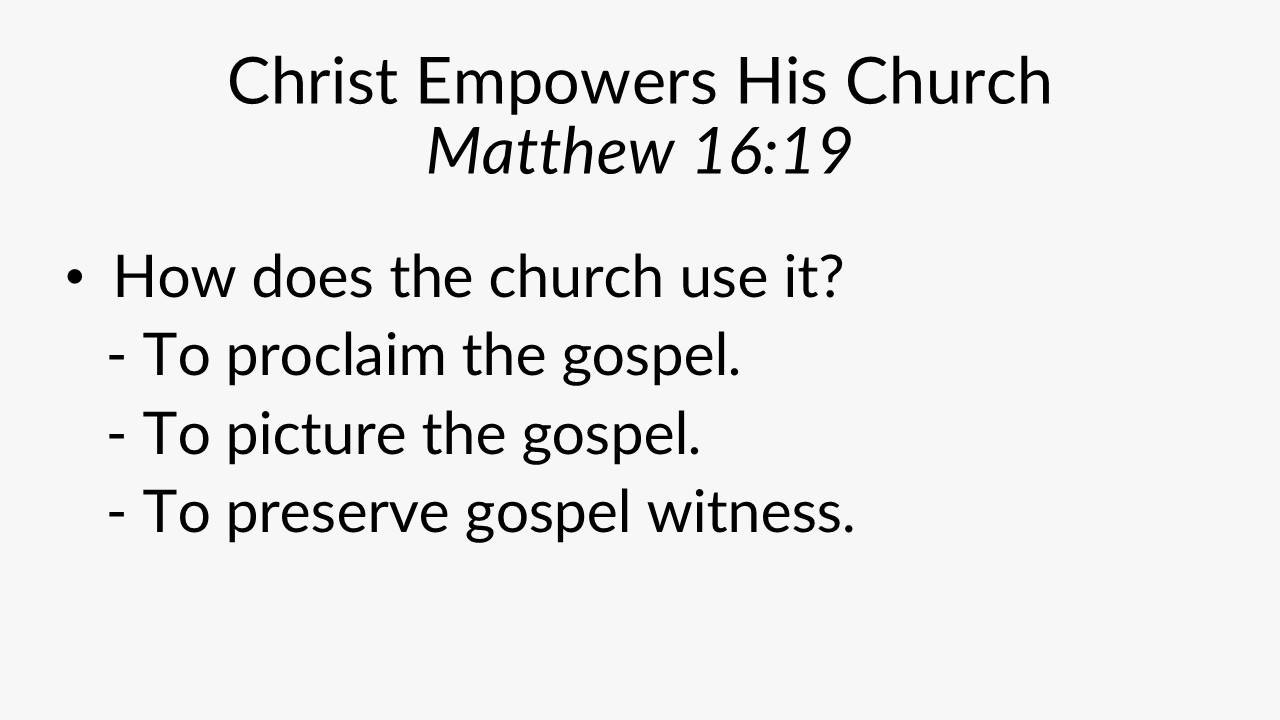 Christ Empowers His Church
Matthew 16:19
• How does the church use it?
- To proclaim the gospel.
- To picture the gospel.
- To preserve gospel witness.